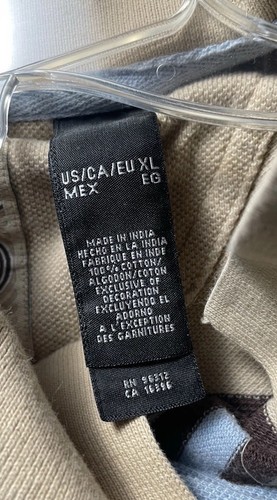 US/CA/EU XL
MEX EG
MADE IN INDIA
HECHO EN LA INDIA
FABRIQUE EN INDE
100% COTTON/
ALGODON/COTON
EXCLUSIVE OF
DECORATION
EXCLUYENDO EL
ADORNO
A L'EXCEPTION
DES GARNITURES
RN 96312
CA 16396